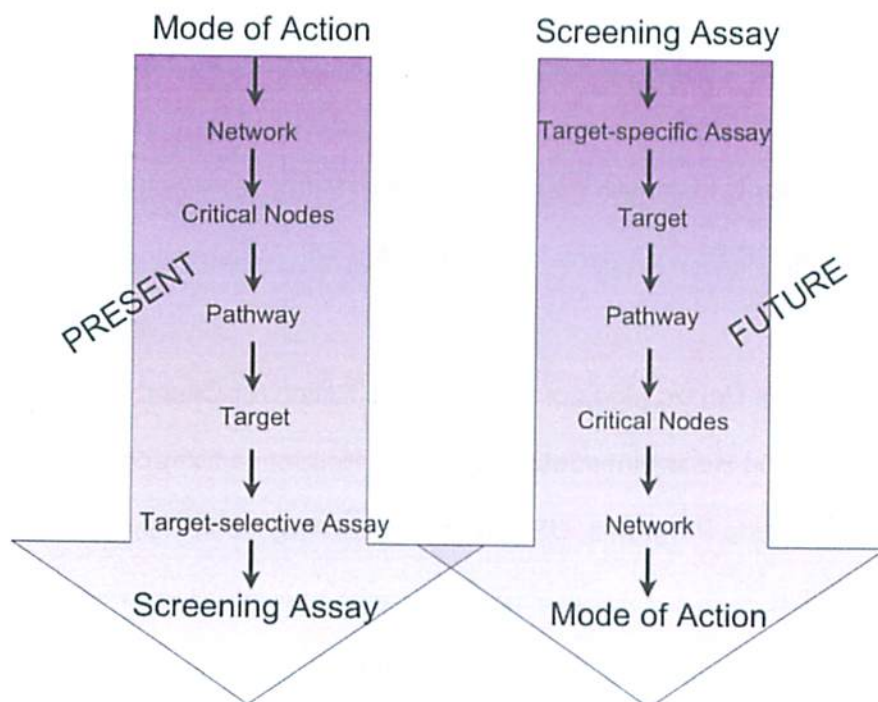 Mode of Action
Network
Critical Nodes
Pathway
Target
Target-selective Assay
Screening Assay
PRESENT
Screening Assay
Target-specific Assay
Target
Pathway
Critical Nodes
Network
Mode of Action
FUTURE